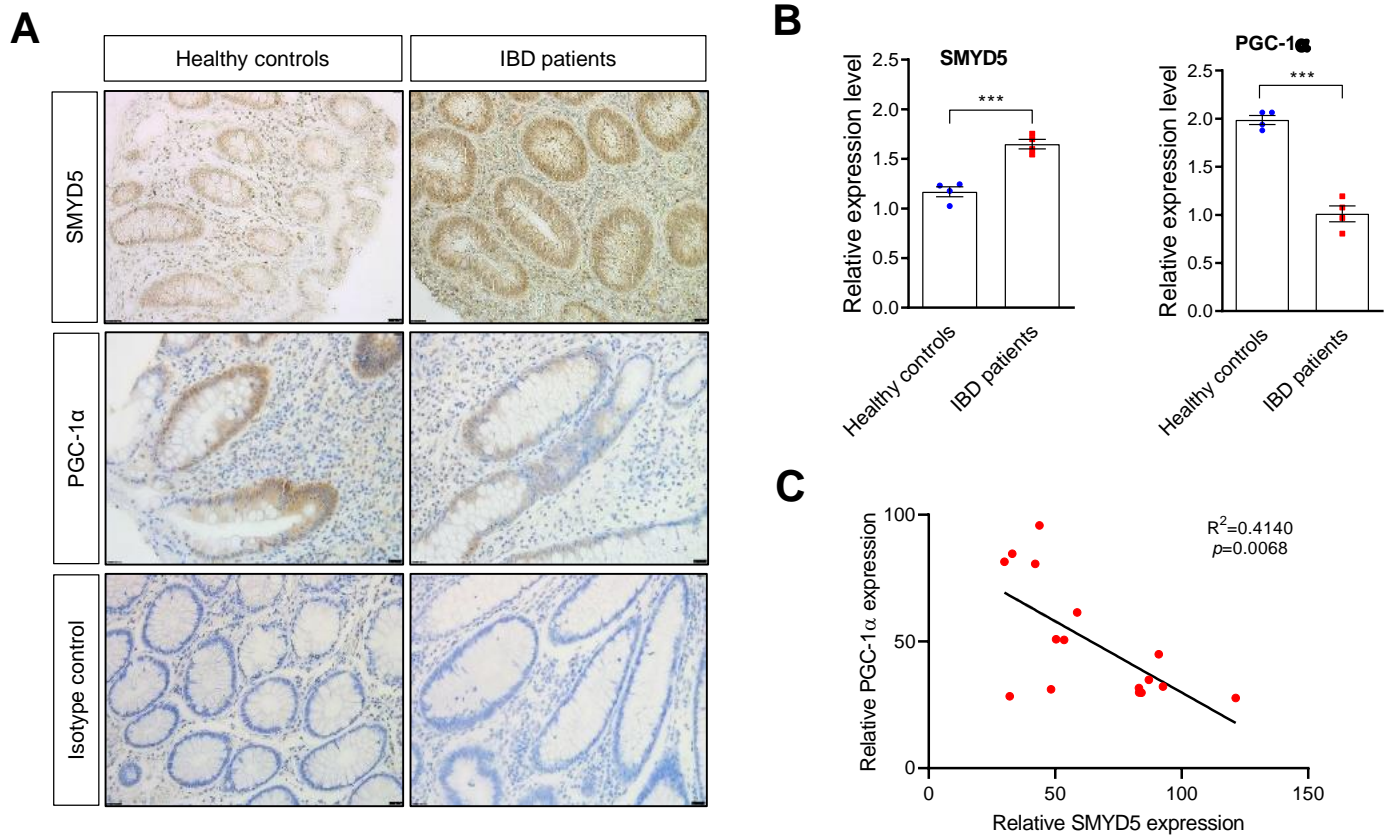 A
Healthy controls
IBD patients
SMYD5
PGC-1α
Isotype control
B
SMYD5
Relative expression level
2.5
2.0
1.5
1.0
0.5
0.0
***
Healthy controls
IBD patients
PGC-1α
Relative expression level
2.5
2.0
1.5
1.0
0.5
0.0
***
Healthy controls
IBD patients
C
Relative PGC-1α expression
100
50
0
R²=0.4140
p=0.0068
0
50
100
150
Relative SMYD5 expression